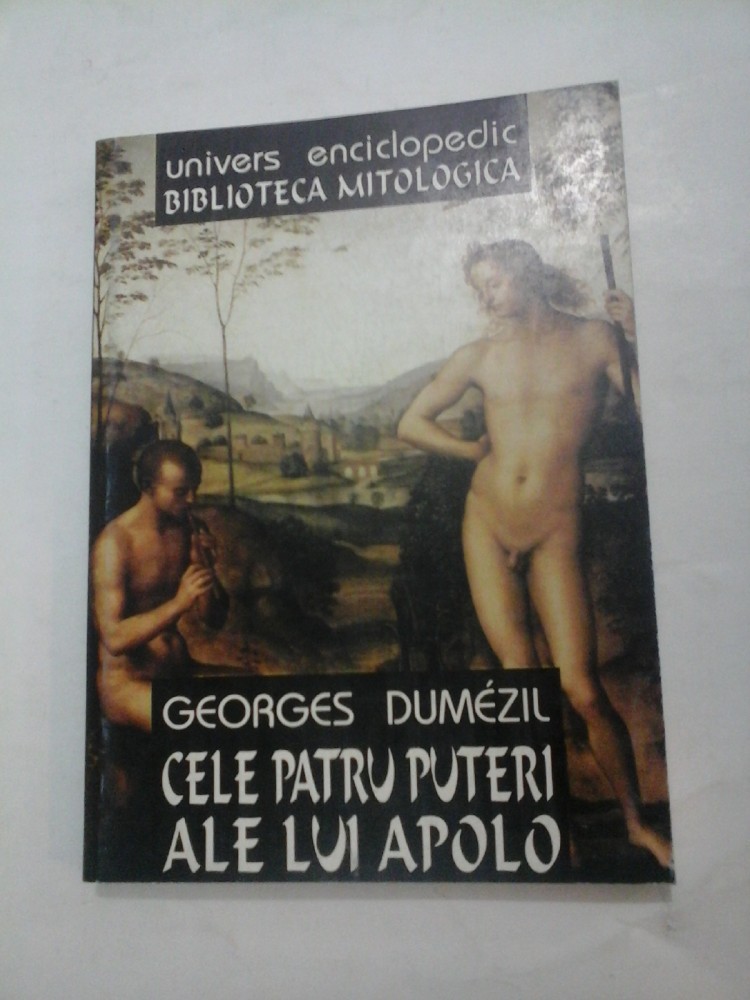 univers enciclopedic
BIBLIOTECA MITOLOGICA
GEORGES DUMÉZIL
CELE PATRU PUTERI
ALE LUI APOLO